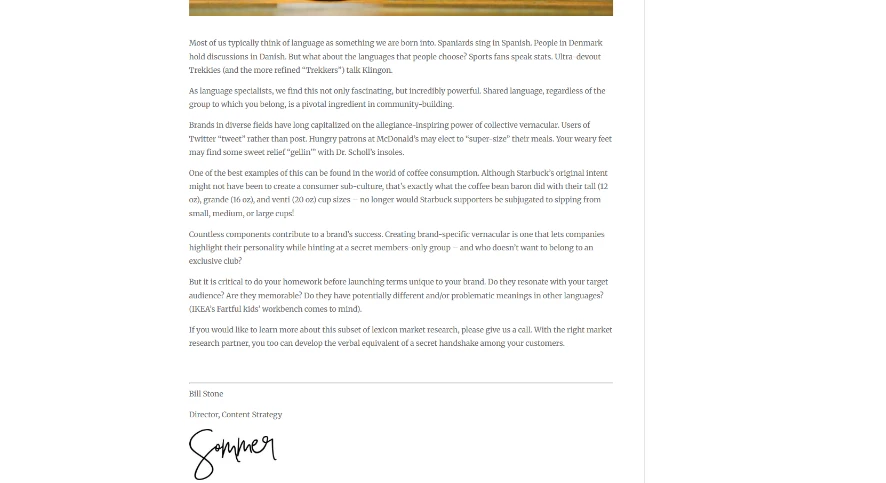 Most of us typically think of language as something we are born into. Spaniards sing in Spanish. People in Denmark
hold discussions in Danish. But what about the languages that people choose? Sports fans speak stats. Ultra devout
Trekkies (and the more refined “Trekkers”) talk Klingon.
As language specialists, we find this not only fascinating, but incredibly powerful. Shared language, regardless of the
group to which you belong, is a pivotal ingredient in community-building.
Brands in diverse fields have long capitalized on the allegiance-inspiring power of collective vernacular. Users of
Twitter “tweet” rather than post. Hungry patrons at McDonald’s may elect to “super-size” their meals. Your weary feet
may find some sweet relief “gellin’” with Dr. Scholl’s insoles.
One of the best examples of this can be found in the world of coffee consumption. Although Starbuck’s original intent
might not have been to create a consumer sub-culture, that’s exactly what the coffee bean baron did with their tall (12
oz), grande (16 oz), and venti (20 oz) cup sizes – no longer would Starbuck supporters be subjugated to sipping from
small, medium, or large cups!
Countless components contribute to a brand’s success. Creating brand-specific vernacular is one that lets companies
highlight their personality while hinting at a secret members-only group – and who doesn’t want to belong to an
exclusive club?
But it is critical to do your homework before launching terms unique to your brand. Do they resonate with your target
audience? Are they memorable? Do they have potentially different and/or problematic meanings in other languages?
(IKEA’s Fartful kids’ workbench comes to mind).
If you would like to learn more about this subset of lexicon market research, please give us a call. With the right market
research partner, you too can develop the verbal equivalent of a secret handshake among your customers.
Bill Stone
Director, Content Strategy
Sommer